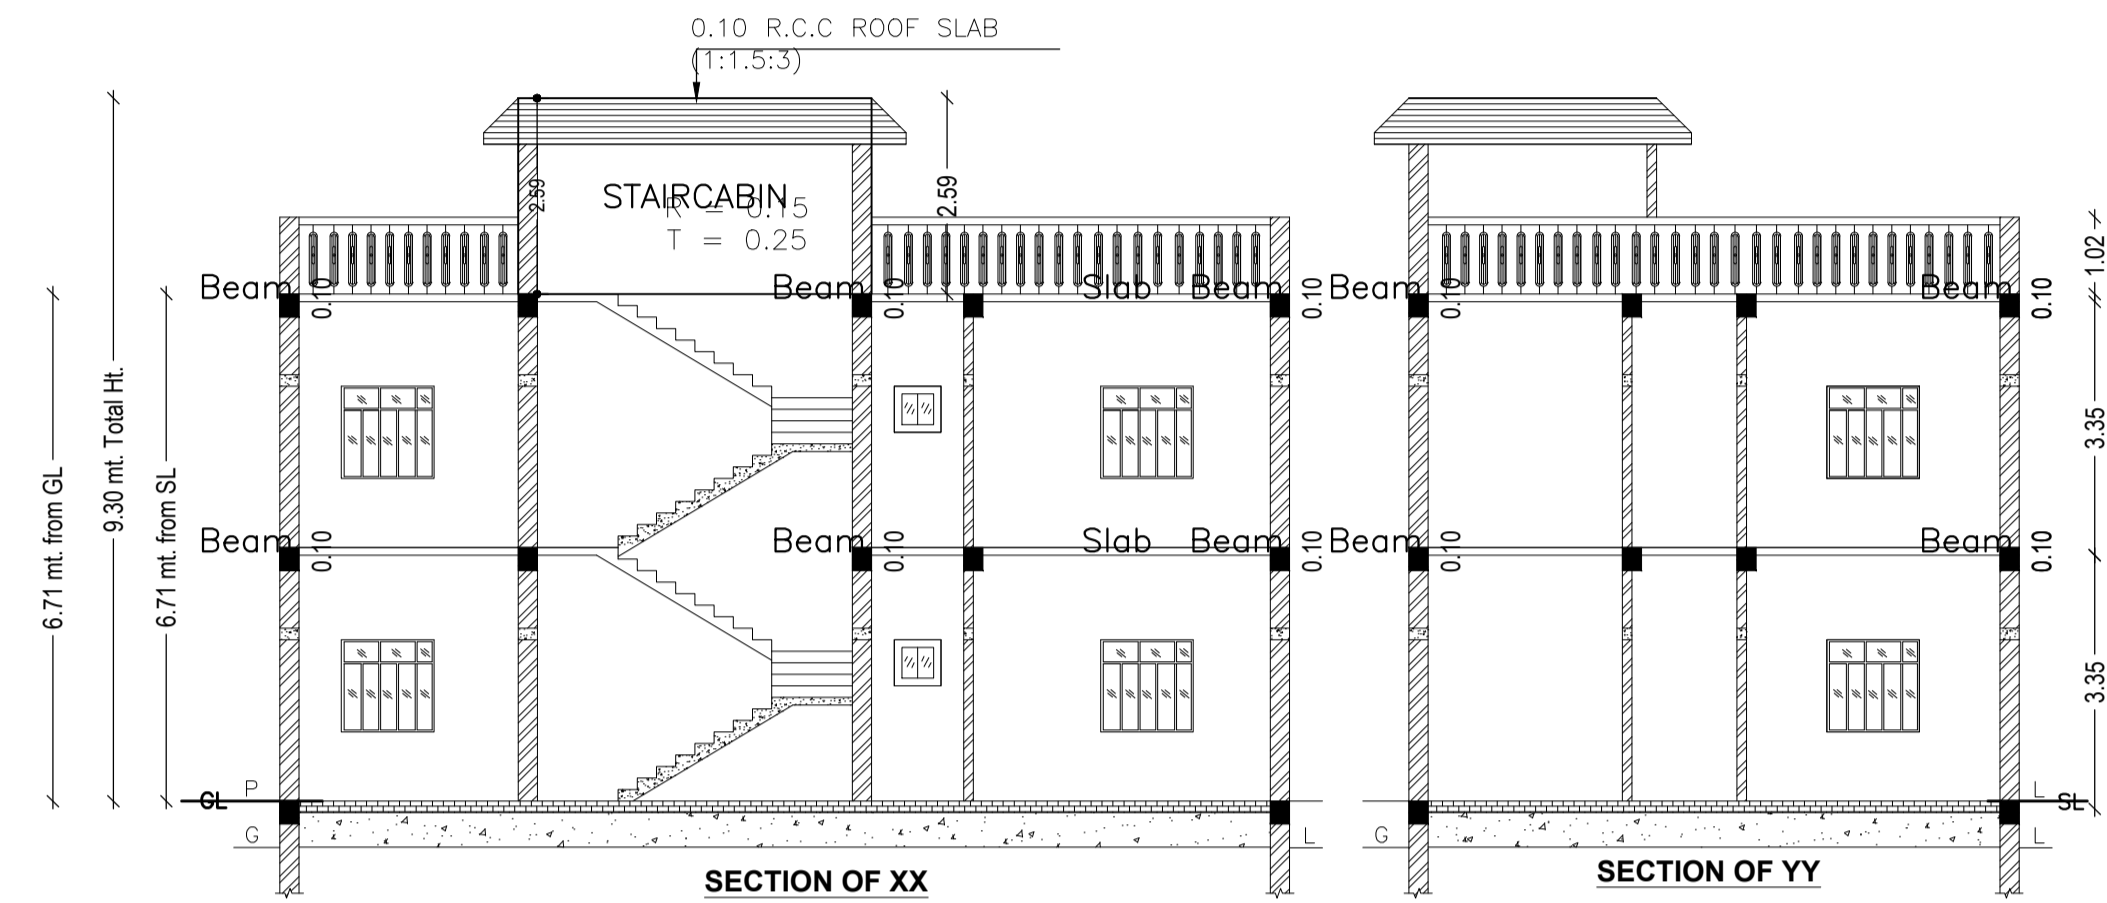 0.10 R.C.C ROOF SLAB
(1:1.5:3)
2.59
STAIRCABIN
R = 0.15
T = 0.25
2.59
1.02
Beam
0.10
Beam
0.10
Slab
Beam
0.10
Beam
0.10
Beam
0.10
3.35
9.30 mt. Total Ht.
6.71 mt. from GL
6.71 mt. from SL
Beam
0.10
Beam
0.10
Slab
Beam
0.10
Beam
0.10
Beam
0.10
3.35
P
GL
L
SL
G
L
G
L
SECTION OF XX
SECTION OF YY